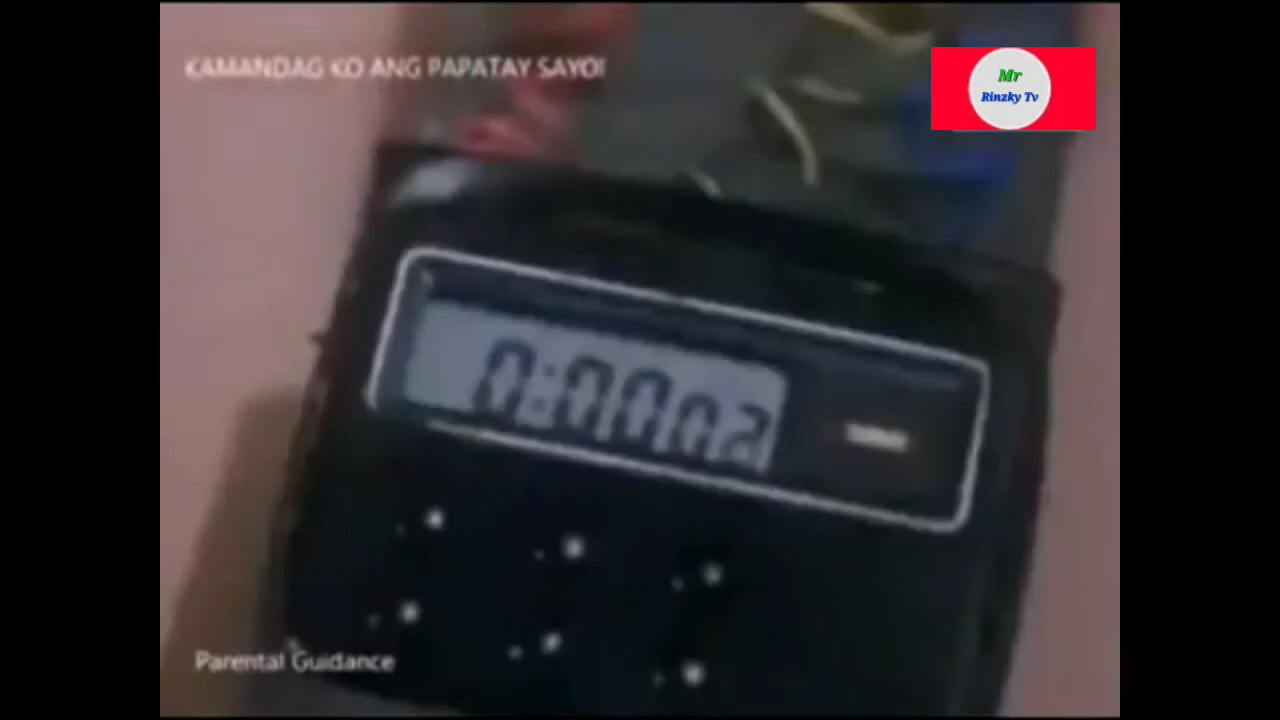 KAMANDAG KO ANG PAPATAY SAYO!
Mr
Rinzky Tv
0:0002
Parental Guidance